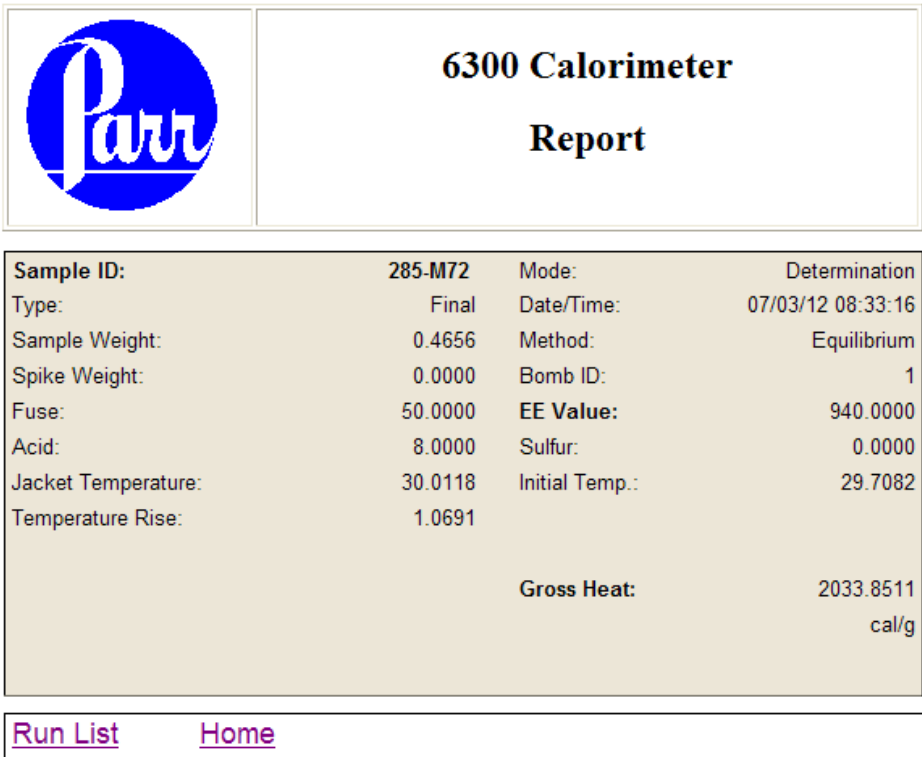 Parr
6300 Calorimeter
Report
Sample ID: 285-M72 Mode: Determination
Type: Final Date/Time: 07/03/12 08:33:16
Sample Weight: 0.4656 Method: Equilibrium
Spike Weight: 0.0000 Bomb ID: 1
Fuse: 50.0000 EE Value: 940.0000
Acid: 8.0000 Sulfur: 0.0000
Jacket Temperature: 30.0118 Initial Temp.: 29.7082
Temperature Rise: 1.0691
Gross Heat: 2033.8511
cal/g
Run List Home